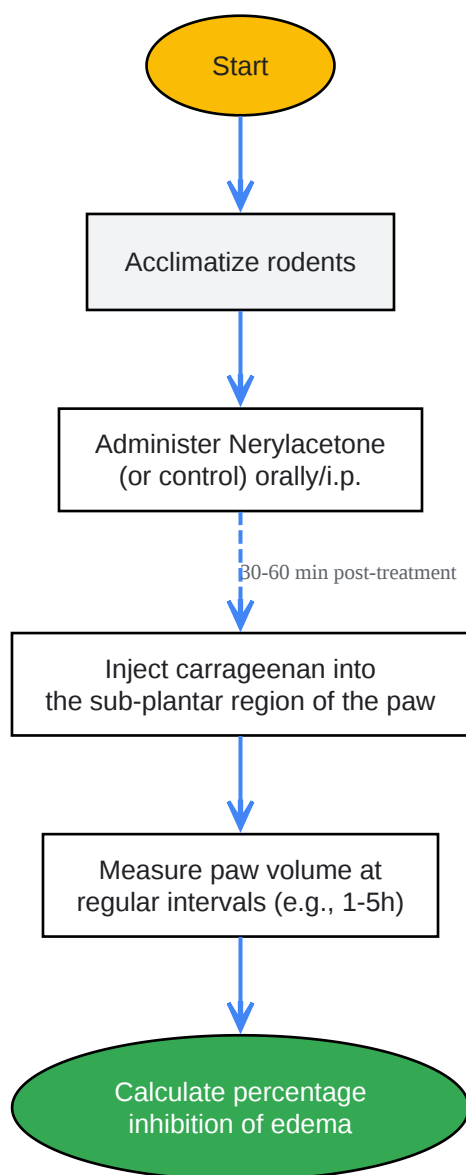 Start
Acclimatize rodents
Administer Nerylacetone
(or control) orally/i.p.
30-60 min post-treatment
Inject carrageenan into
the sub-plantar region of the paw
Measure paw volume at
regular intervals (e.g., 1-5h)
Calculate percentage
inhibition of edema